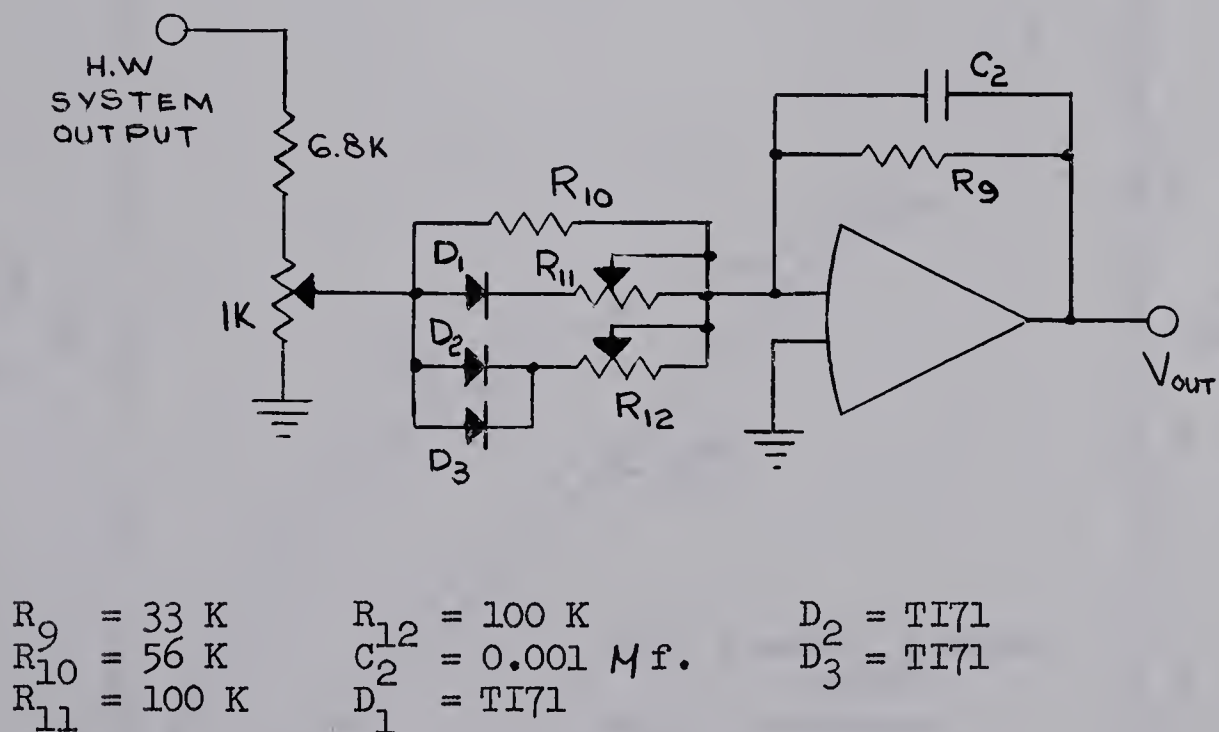 H.W
SYSTEM
OUTPUT
6.8K
1K
R10
D1
R11
D2
R12
D3
C2
R9
VOUT
R9 = 33 K R12 = 100 K D2 = TI71
R10 = 56 K C2 = 0.001 Mf. D3 = TI71
R11 = 100 K D1 = TI71